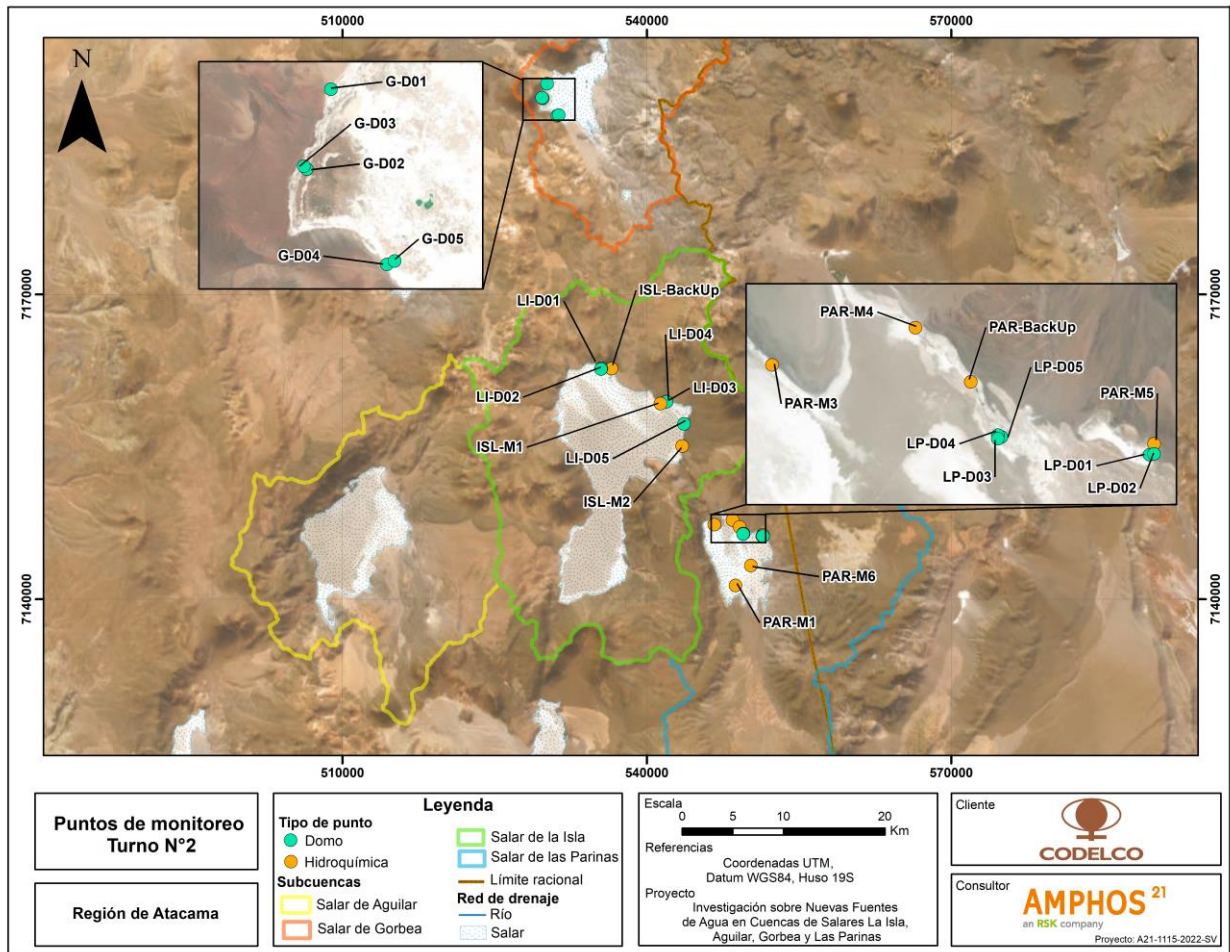 510000
540000
570000
N
G-D01
G-D03
G-D02
G-D05
G-D04
7170000
7170000
ISL-BackUp
LI-D01
LI-D04
PAR-M4
PAR-BackUp
LP-D05
LI-D02
LI-D03
PAR-M3
PAR-M5
ISL-M1
LP-D04
LI-D05
LP-D03
LP-D01
LP-D02
ISL-M2
PAR-M6
7140000
7140000
PAR-M1
510000
540000
570000
Puntos de monitoreo
Turno N°2
Región de Atacama
Leyenda
Tipo de punto
Domo
Hidroquímica
Subcuencas
Salar de Aguilar
Salar de Gorbea
Salar de la Isla
Salar de las Parinas
Límite racional
Red de drenaje
Río
Salar
Escala
0 5 10 20
Km
Referencias
Coordenadas UTM,
Datum WGS84, Huso 19S
Proyecto
Investigación sobre Nuevas Fuentes
de Agua en Cuencas de Salares La Isla,
Aguilar, Gorbea y Las Parinas
Cliente
CODELCO
Consultor
AMPHOS 21
an RSK company
Proyecto: A21-1115-2022-SV